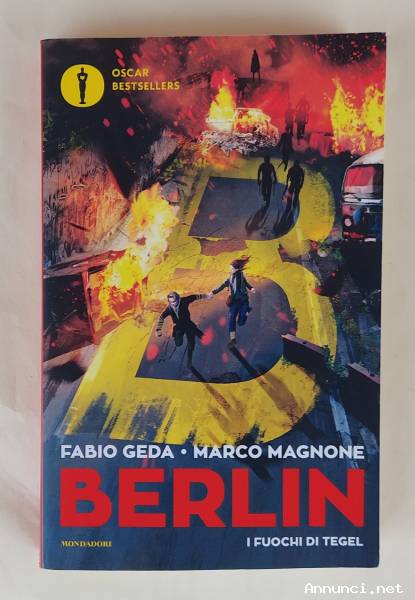 OSCAR
BESTSELLERS
B
FABIO GEDA • MARCO MAGNONE
BERLIN
MONDADORI
I FUOCHI DI TEGEL
Annunci.net